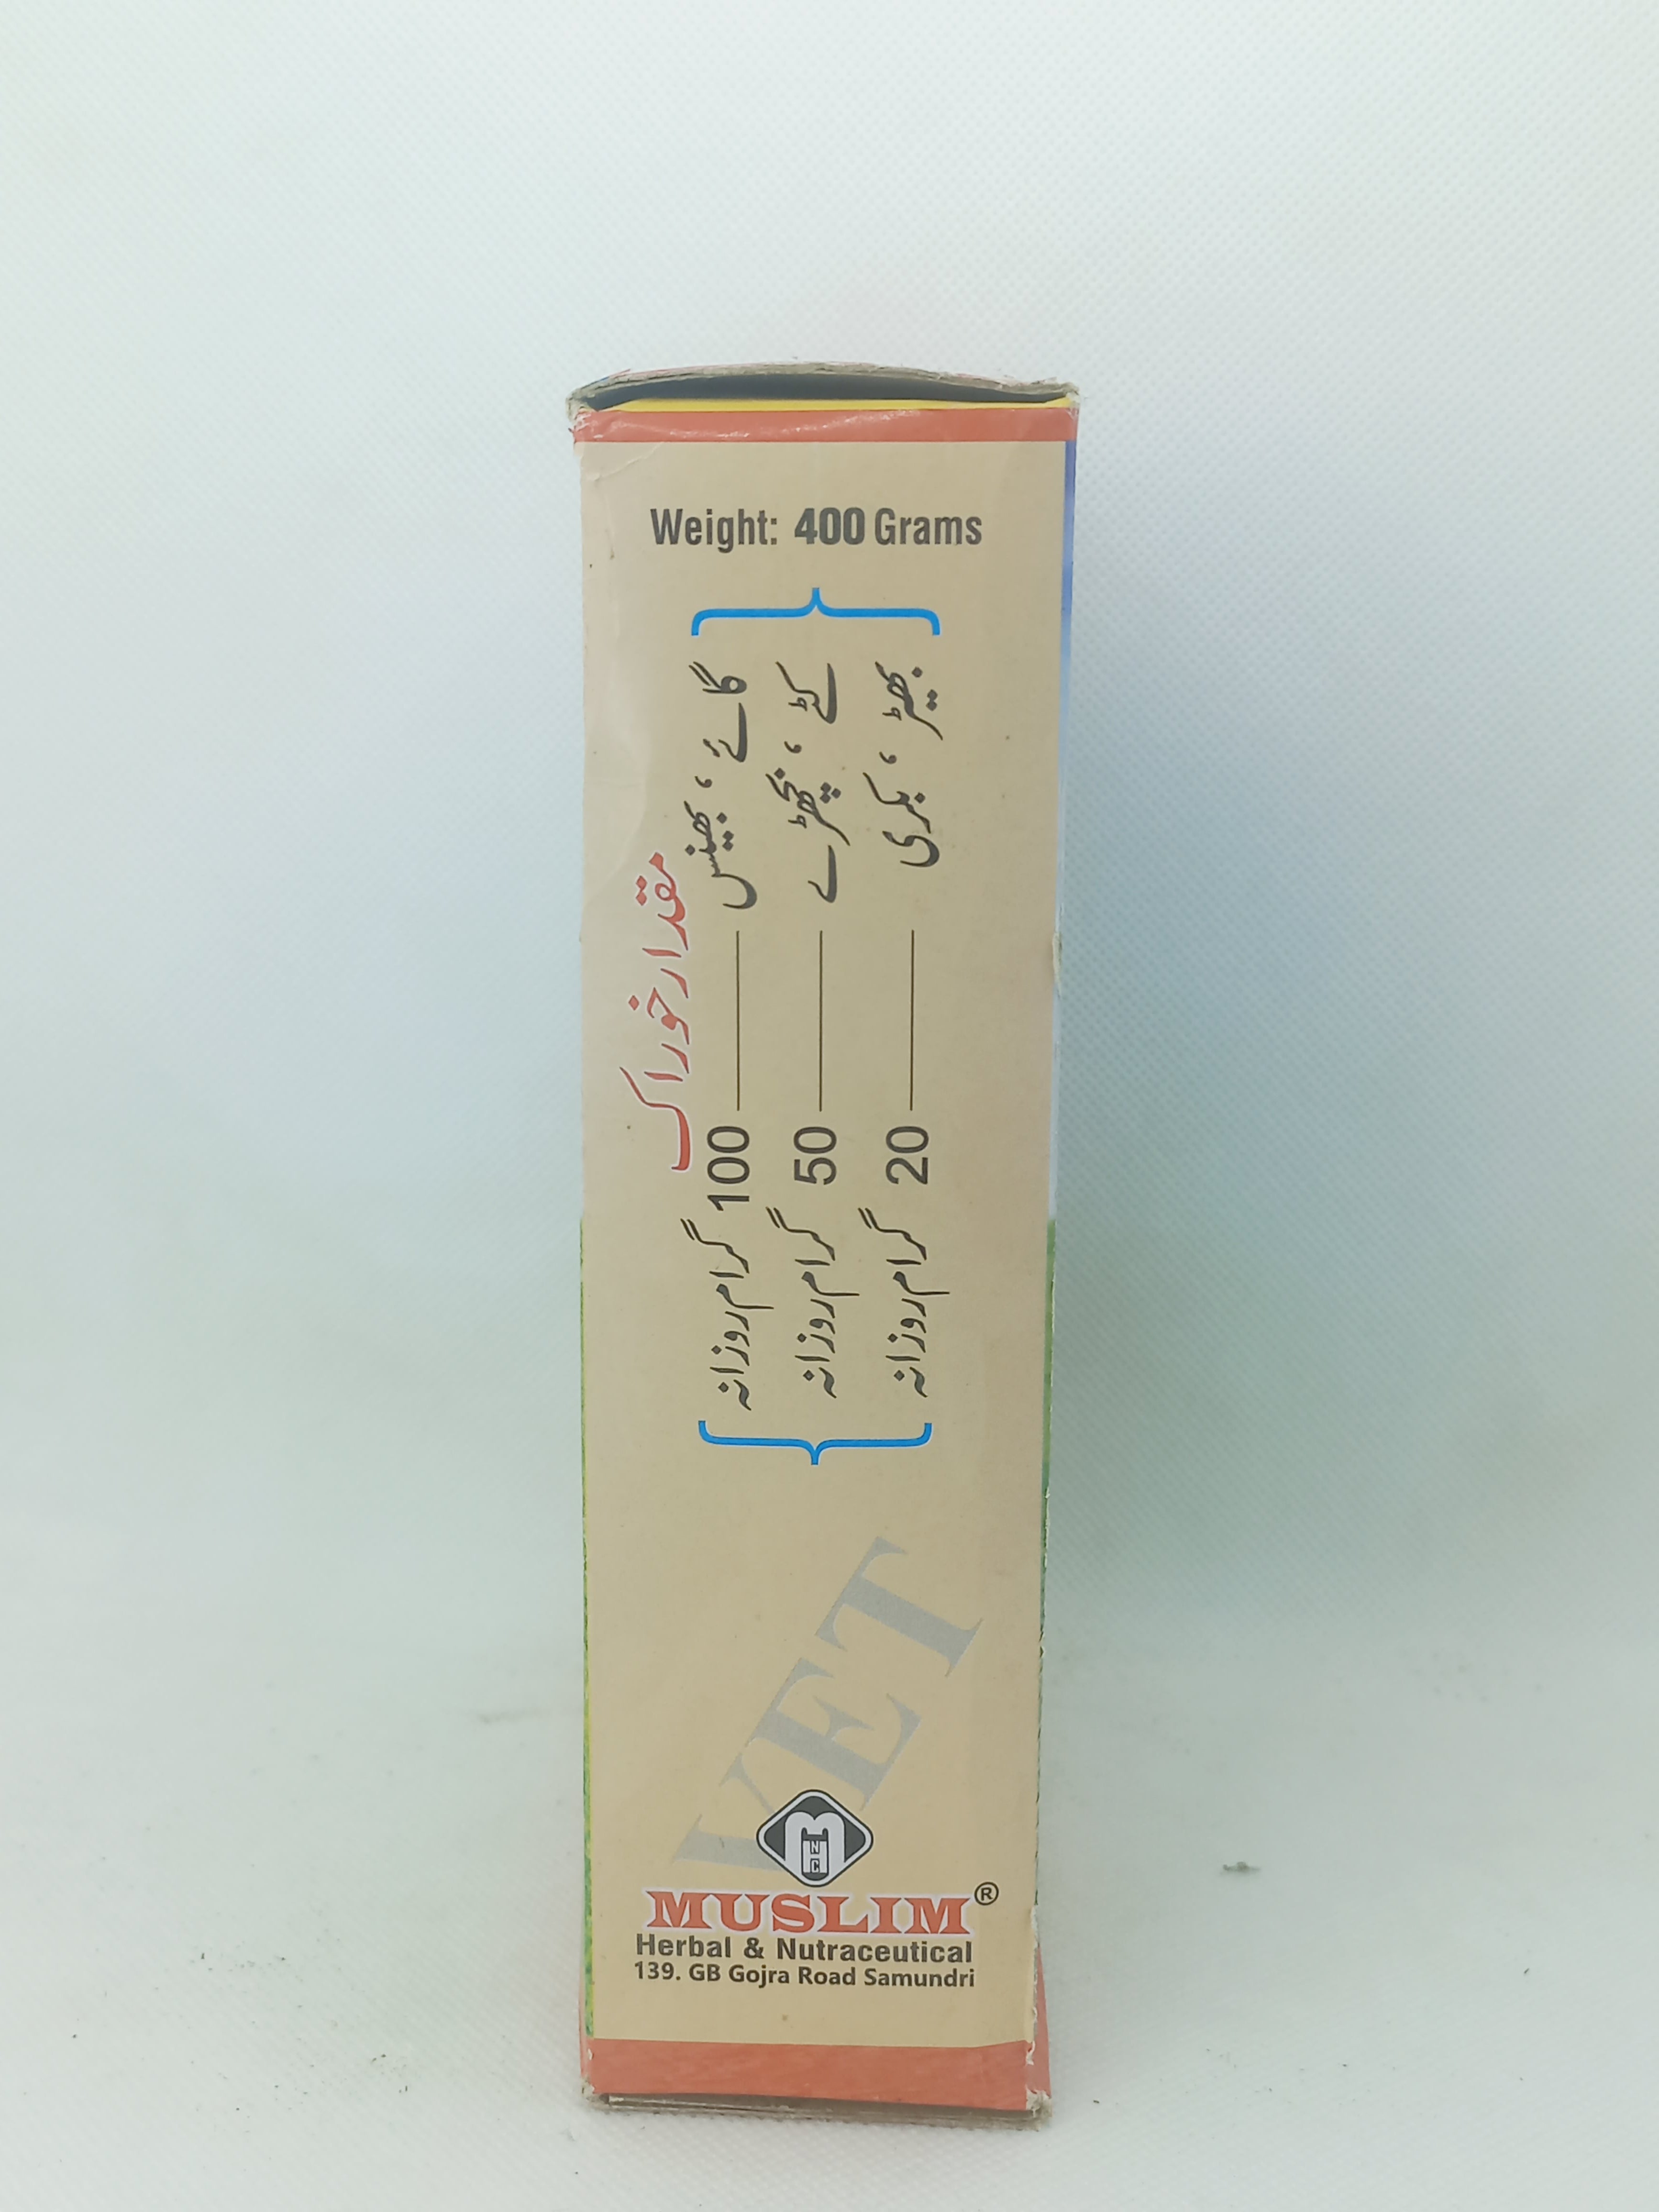 Weight: 400 Grams
مقدار خوراک
گائے ، بھینس ——— 100 گرام روزانہ
کٹے ، بچھڑے ——— 50 گرام روزانہ
بھیڑ ، بکری ——— 20 گرام روزانہ
VET
MUSLIM®
Herbal & Nutraceutical
139. GB Gojra Road Samundri